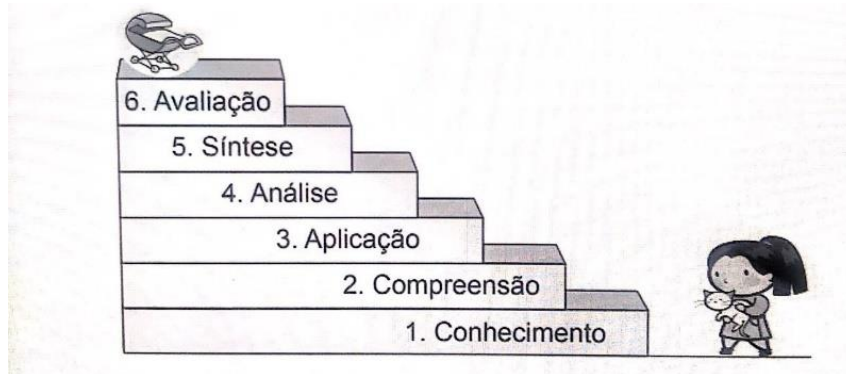 6. Avaliação
5. Síntese
4. Análise
3. Aplicação
2. Compreensão
1. Conhecimento